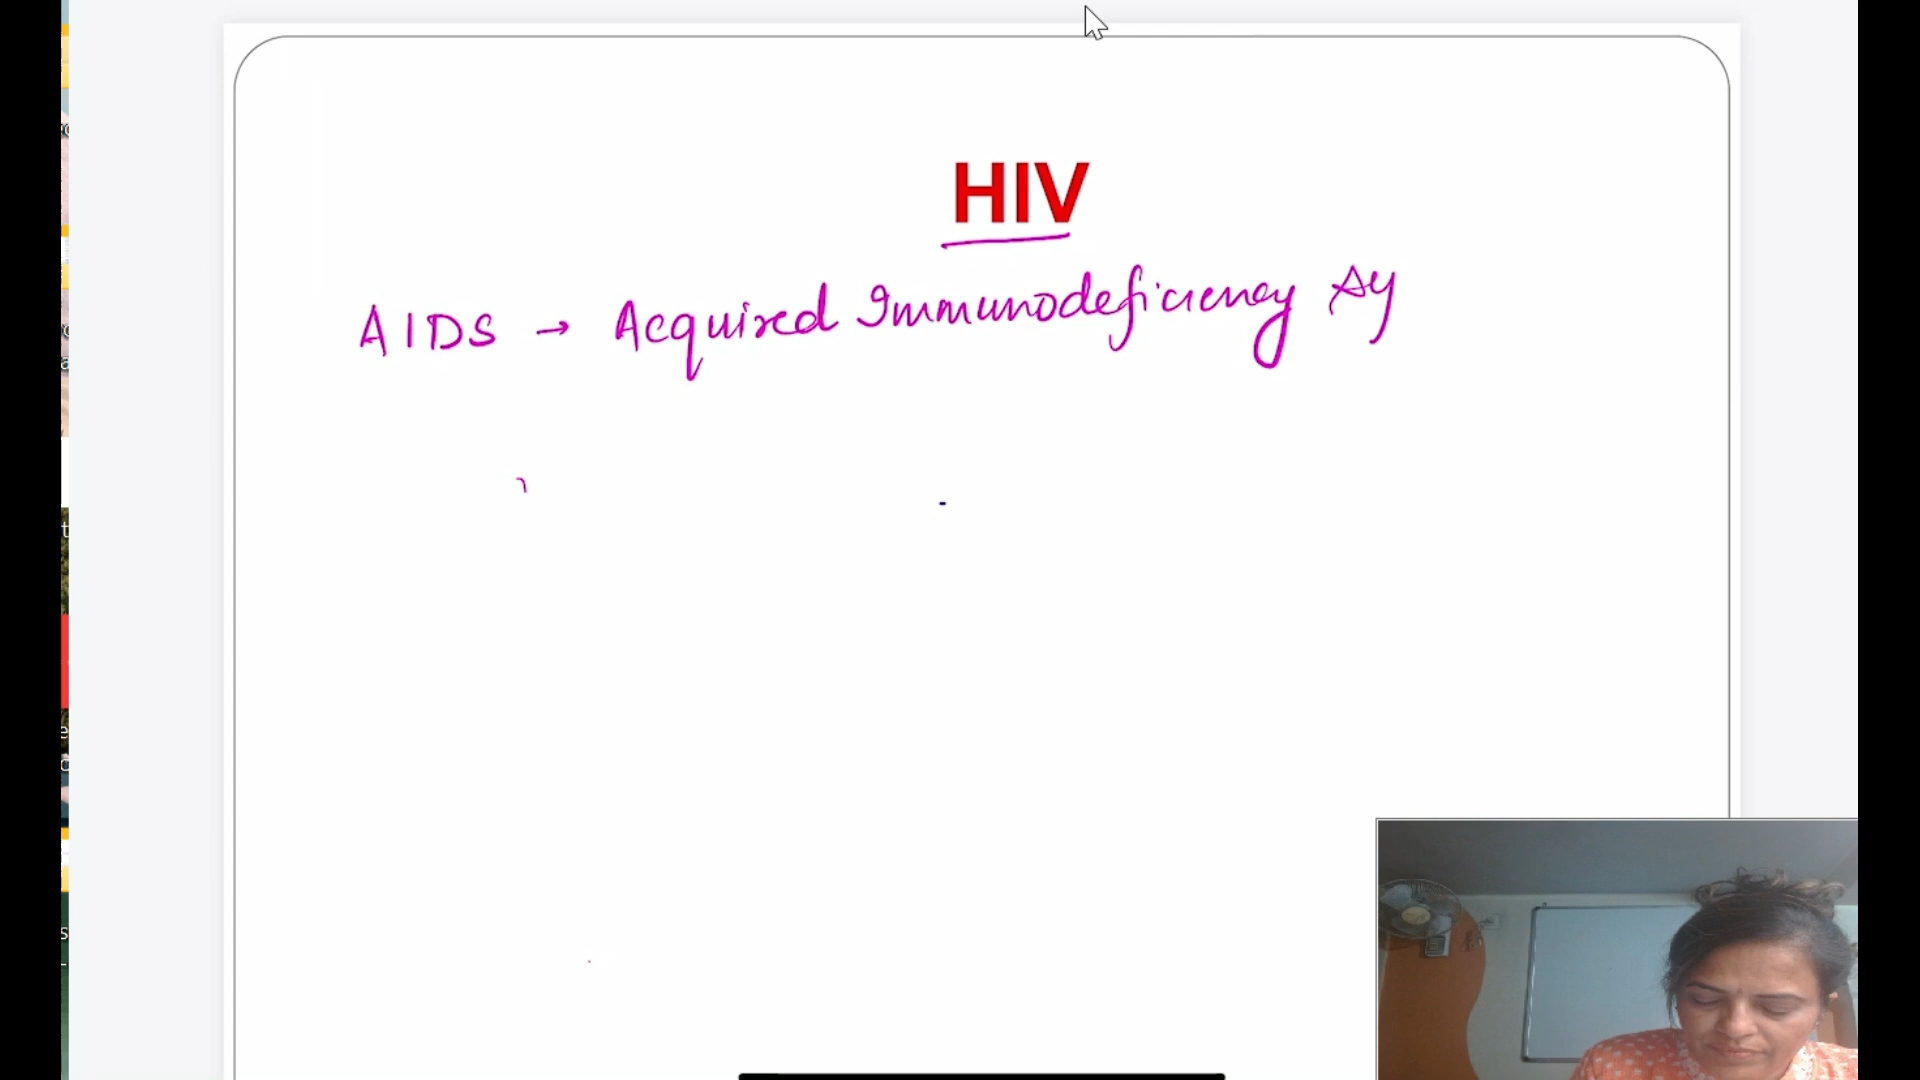 HIV
AIDS → Acquired Immunodeficiency Sy